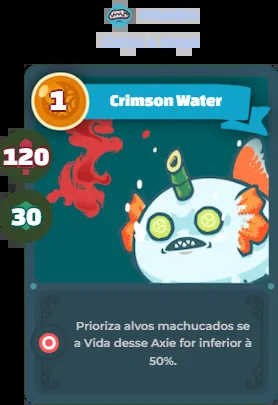 1
Crimson Water
120
30
Prioriza alvos machucados se
a Vida desse Axie for inferior à
50%.